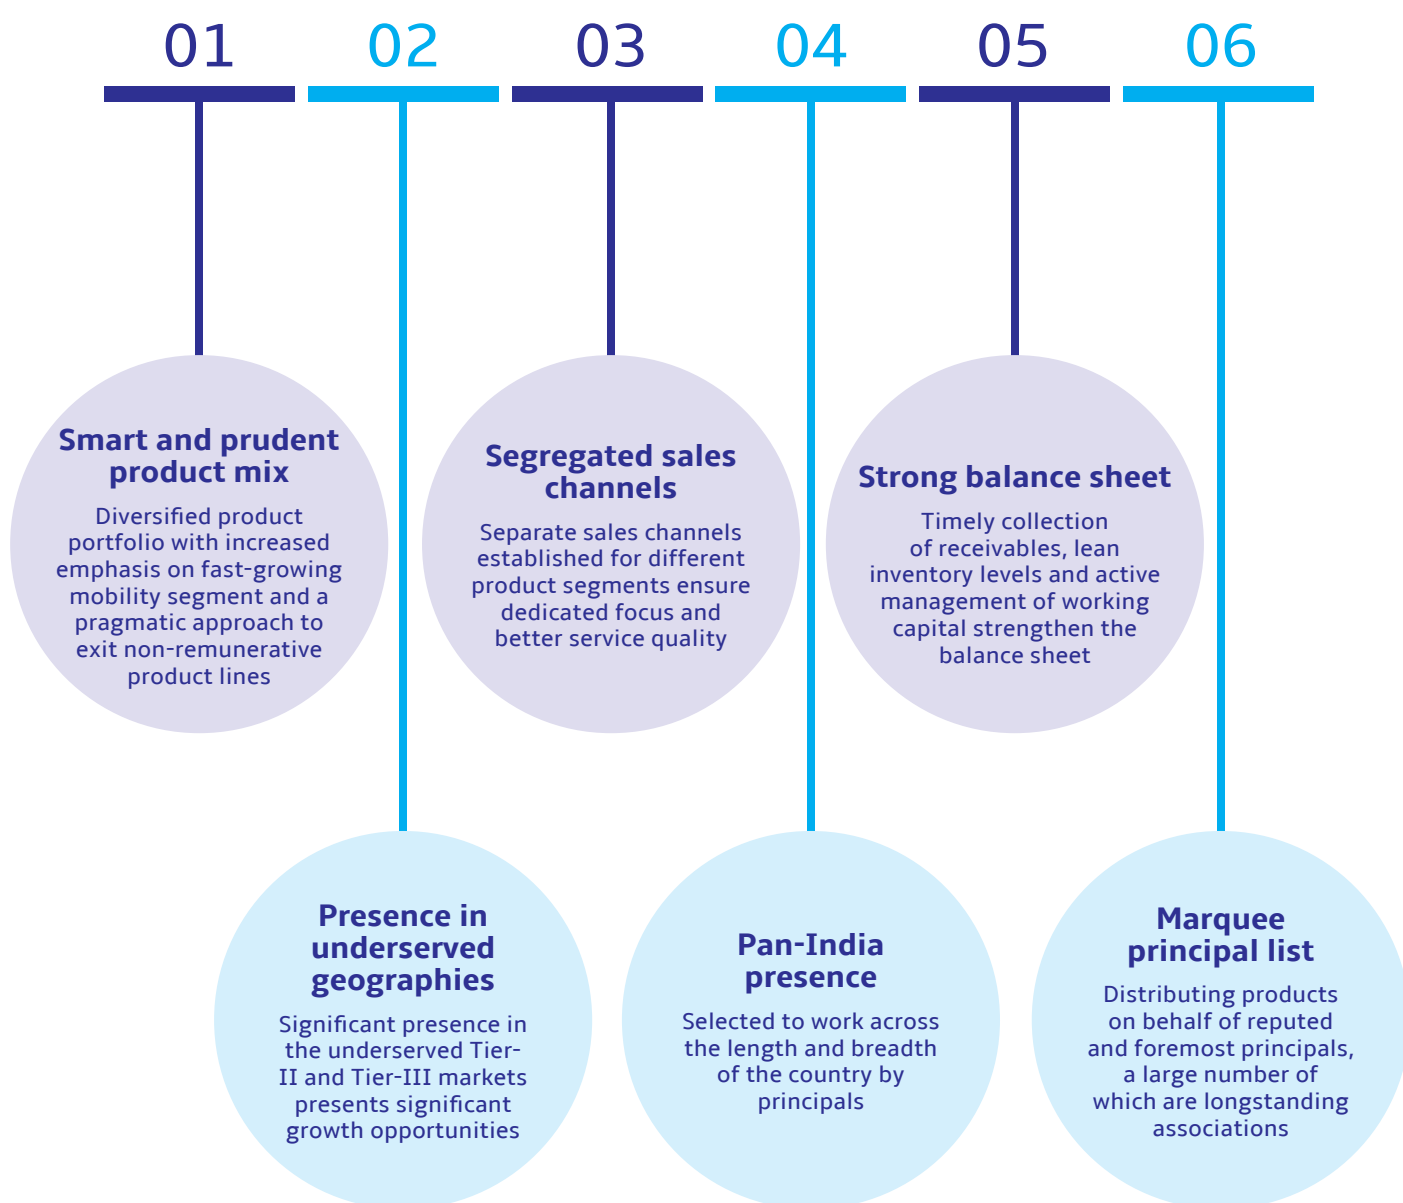 01
02
03
04
05
06
Smart and prudent
product mix
Diversified product
portfolio with increased
emphasis on fast-growing
mobility segment and a
pragmatic approach to
exit non-remunerative
product lines
Presence in
underserved
geographies
Significant presence in
the underserved Tier-
II and Tier-III markets
presents significant
growth opportunities
Segregated sales
channels
Separate sales channels
established for different
product segments ensure
dedicated focus and
better service quality
Pan-India
presence
Selected to work across
the length and breadth
of the country by
principals
Strong balance sheet
Timely collection
of receivables, lean
inventory levels and active
management of working
capital strengthen the
balance sheet
Marquee
principal list
Distributing products
on behalf of reputed
and foremost principals,
a large number of
which are longstanding
associations